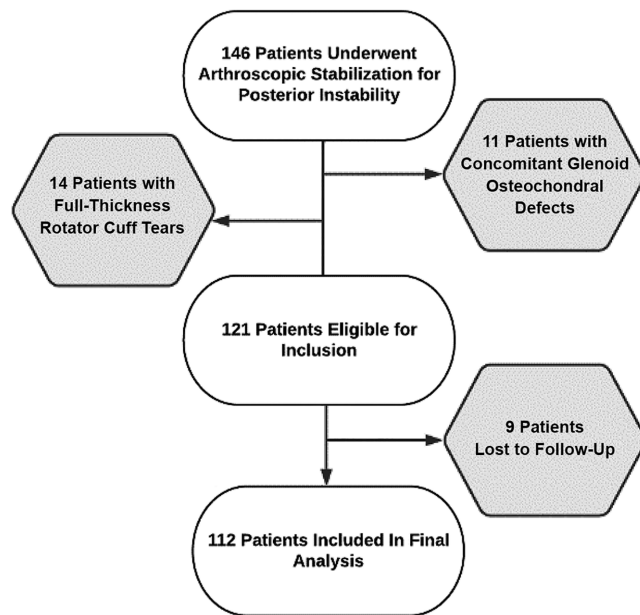 146 Patients Underwent
Arthroscopic Stabilization for
Posterior Instability
11 Patients with
Concomitant Glenoid
Osteochondral
Defects
14 Patients with
Full-Thickness
Rotator Cuff Tears
121 Patients Eligible for
Inclusion
9 Patients
Lost to Follow-Up
112 Patients Included In Final
Analysis